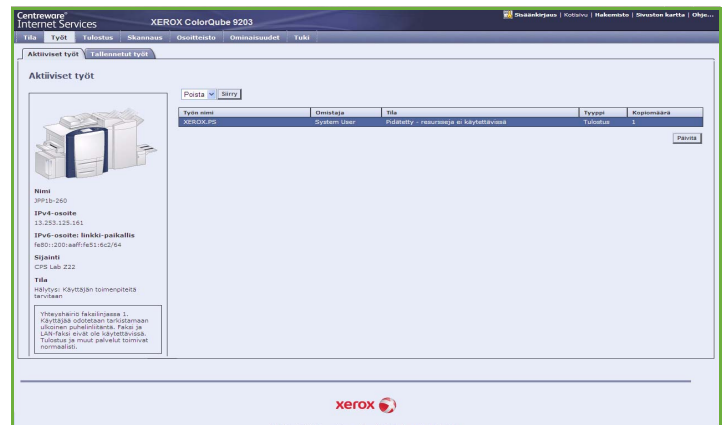 Centreware®
Internet Services
XEROX ColorQube 9203
Sisäänkirjaus | Kotisivu | Hakemisto | Sivuston kartta | Ohje...
Tila Työt Tulostus Skannaus Osoitteisto Ominaisuudet Tuki
Aktiiviset työt Tallennetut työt
Aktiiviset työt
Poista Siirry
Työn nimi Omistaja Tila Tyyppi Kopiomäärä
XEROX.PS System User Pidätetty - resursseja ei käytettävissä Tulostus 1
Päivitä
Nimi
JPP1b-260
IPv4-osoite
13.253.125.161
IPv6-osoite: linkki-paikallis
fe80::200:aaff:fe51:6c2/64
Sijainti
CPS Lab Z22
Tila
Hälytys: Käyttäjän toimenpiteitä
tarvitaan
Yhteyshäiriö faksilinjassa 1.
Käyttäjää odotetaan tarkistamaan
ulkoinen puhelinliitäntä. Faksi ja
LAN-faksi eivät ole käytettävissä.
Tulostus ja muut palvelut toimivat
normaalisti.
xerox